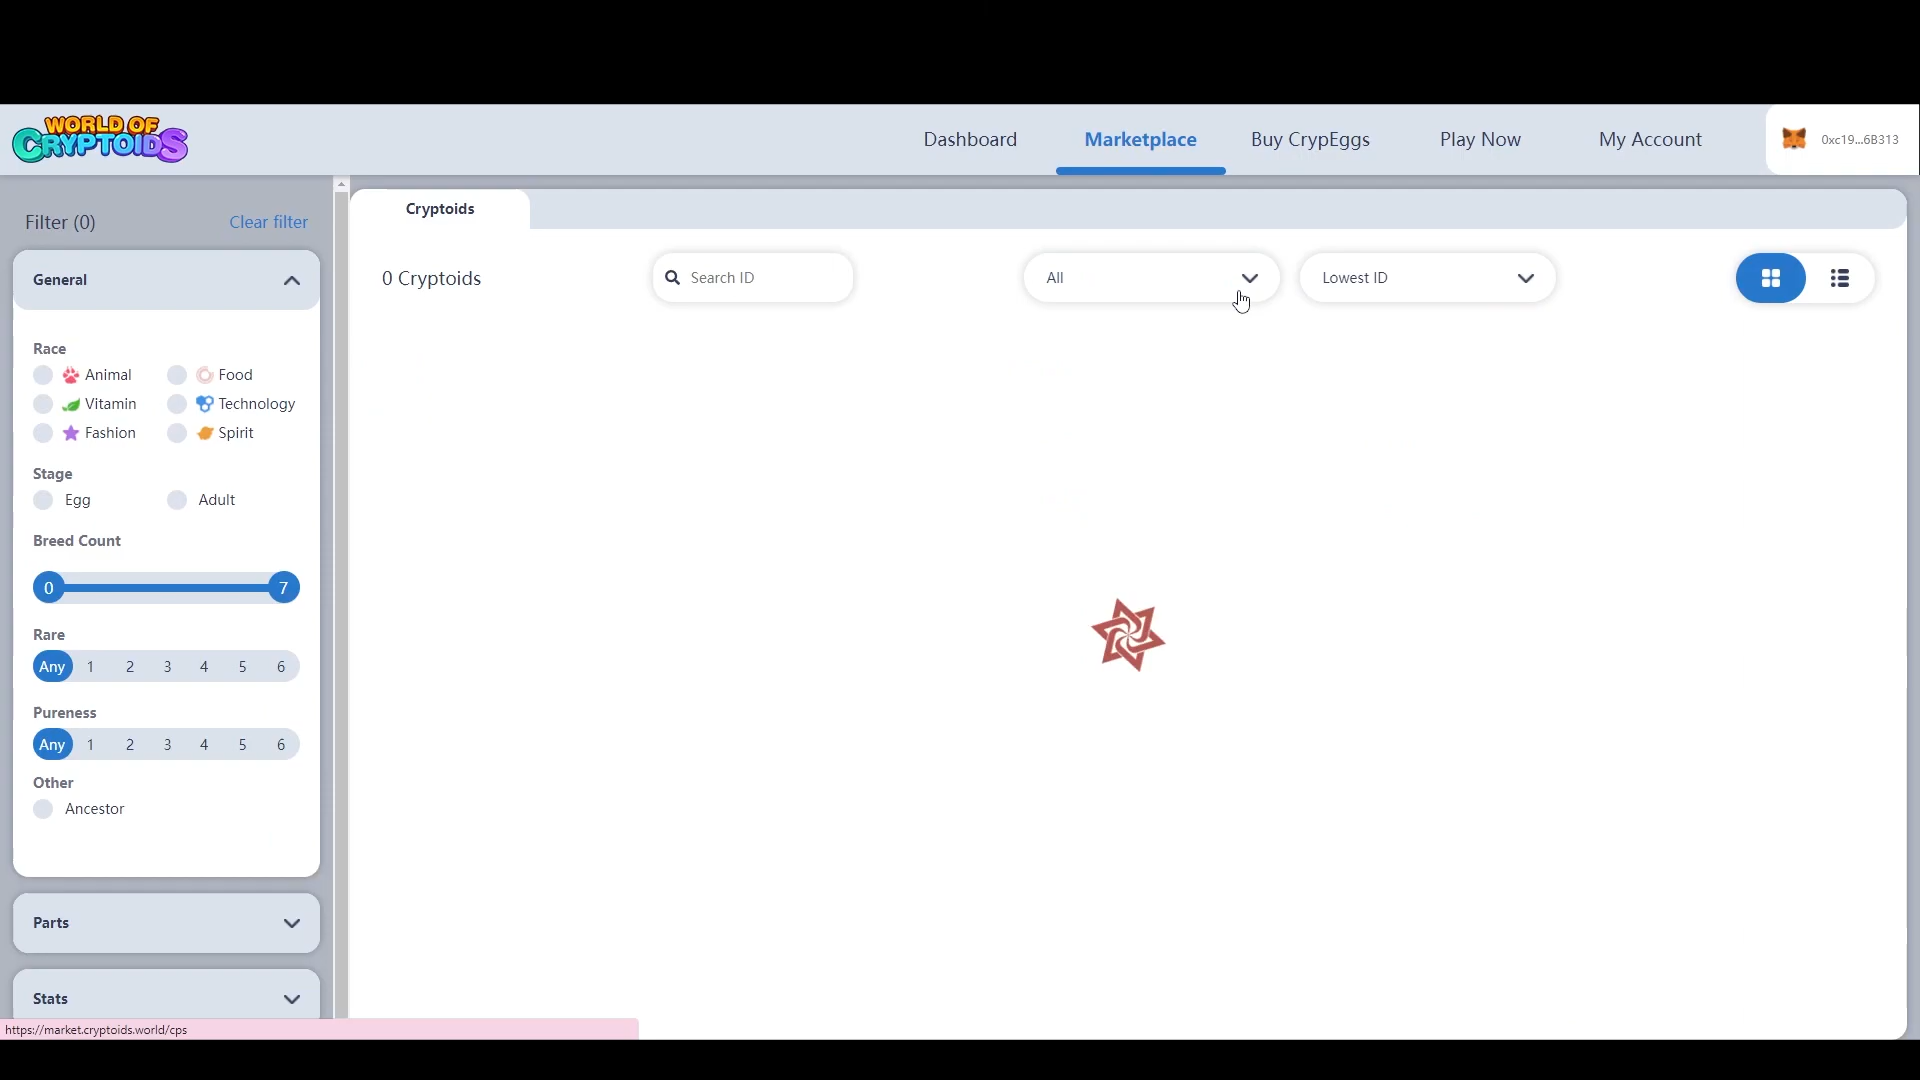 WORLD OF
CRYPTOIDS
Dashboard
Marketplace
Buy CrypEggs
Play Now
My Account
0xc19...6B313
Filter (0)
Clear filter
General
Race
Animal
Food
Vitamin
Technology
Fashion
Spirit
Stage
Egg
Adult
Breed Count
0
7
Rare
Any 1 2 3 4 5 6
Pureness
Any 1 2 3 4 5 6
Other
Ancestor
Parts
Stats
https://market.cryptoids.world/cps
Cryptoids
0 Cryptoids
Search ID
All
Lowest ID